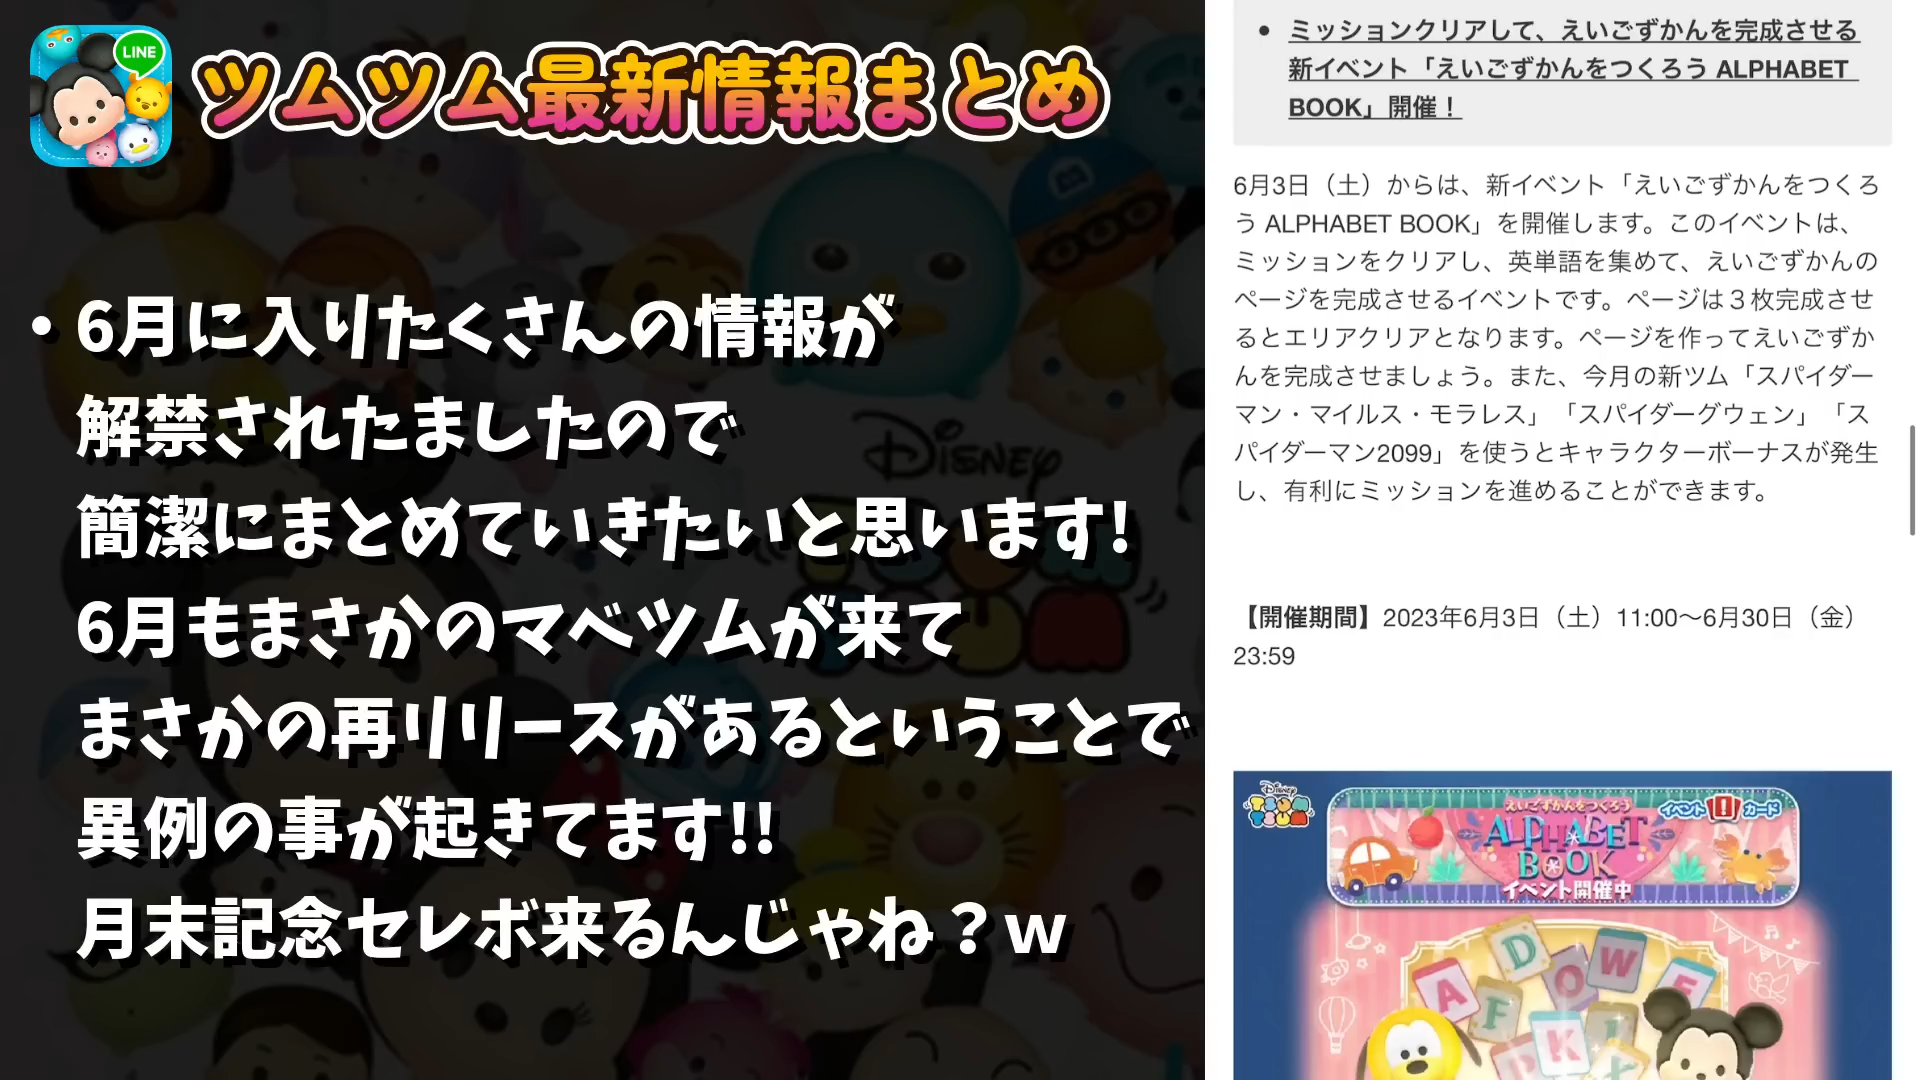 LINE
ツムツム最新情報まとめ
・6月に入りたくさんの情報が
解禁されたましたので
簡潔にまとめていきたいと思います!
6月もまさかのマベツムが来て
まさかの再リリースがあるということで
異例の事が起きてます!!
月末記念セレボ来るんじゃね？w
Disney
TSUM
TSUM
• ミッションクリアして、えいごずかんを完成させる
新イベント「えいごずかんをつくろう ALPHABET
BOOK」開催！
6月3日（土）からは、新イベント「えいごずかんをつくろ
う ALPHABET BOOK」を開催します。このイベントは、
ミッションをクリアし、英単語を集めて、えいごずかんの
ページを完成させるイベントです。ページは３枚完成させ
るとエリアクリアとなります。ページを作ってえいごずか
んを完成させましょう。また、今月の新ツム「スパイダー
マン・マイルス・モラレス」「スパイダーグウェン」「ス
パイダーマン2099」を使うとキャラクターボーナスが発生
し、有利にミッションを進めることができます。
【開催期間】2023年6月3日（土）11:00〜6月30日（金）
23:59
Disney
TSUM
TSUM
えいごずかんをつくろう
イベントカード
ALPHABET
BOOK
イベント開催中
D
W
A
O
F
K